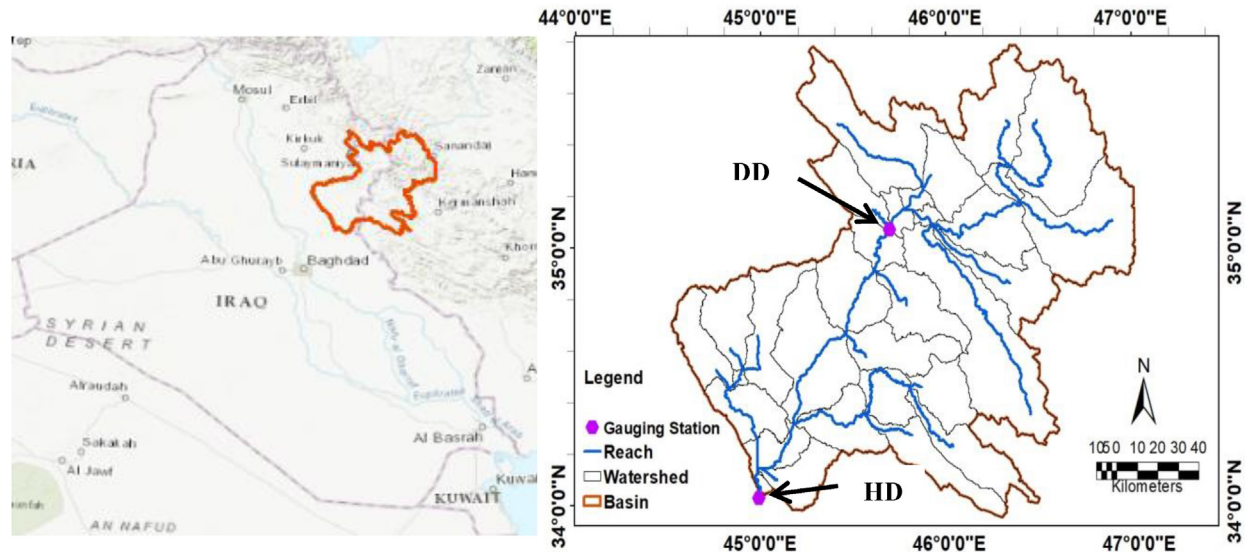 Mosul
Erbil
Zanjan
Kirkuk
Sulaymaniya
Sanandaj
Euphrates
RIA
Kermanshah
Abu Ghurayb
Baghdad
IRAQ
SYRIAN
DESERT
Euphrates
Alraudah
Al Basrah
Sakakah
Al Jawf
KUWAIT
AN NAFUD
44°0'0"E 45°0'0"E 46°0'0"E 47°0'0"E
DD
35°0'0"N 35°0'0"N
Legend
Gauging Station
Reach
Watershed
Basin
N
10 5 0 10 20 30 40
Kilometers
HD
34°0'0"N 34°0'0"N
45°0'0"E 46°0'0"E 47°0'0"E